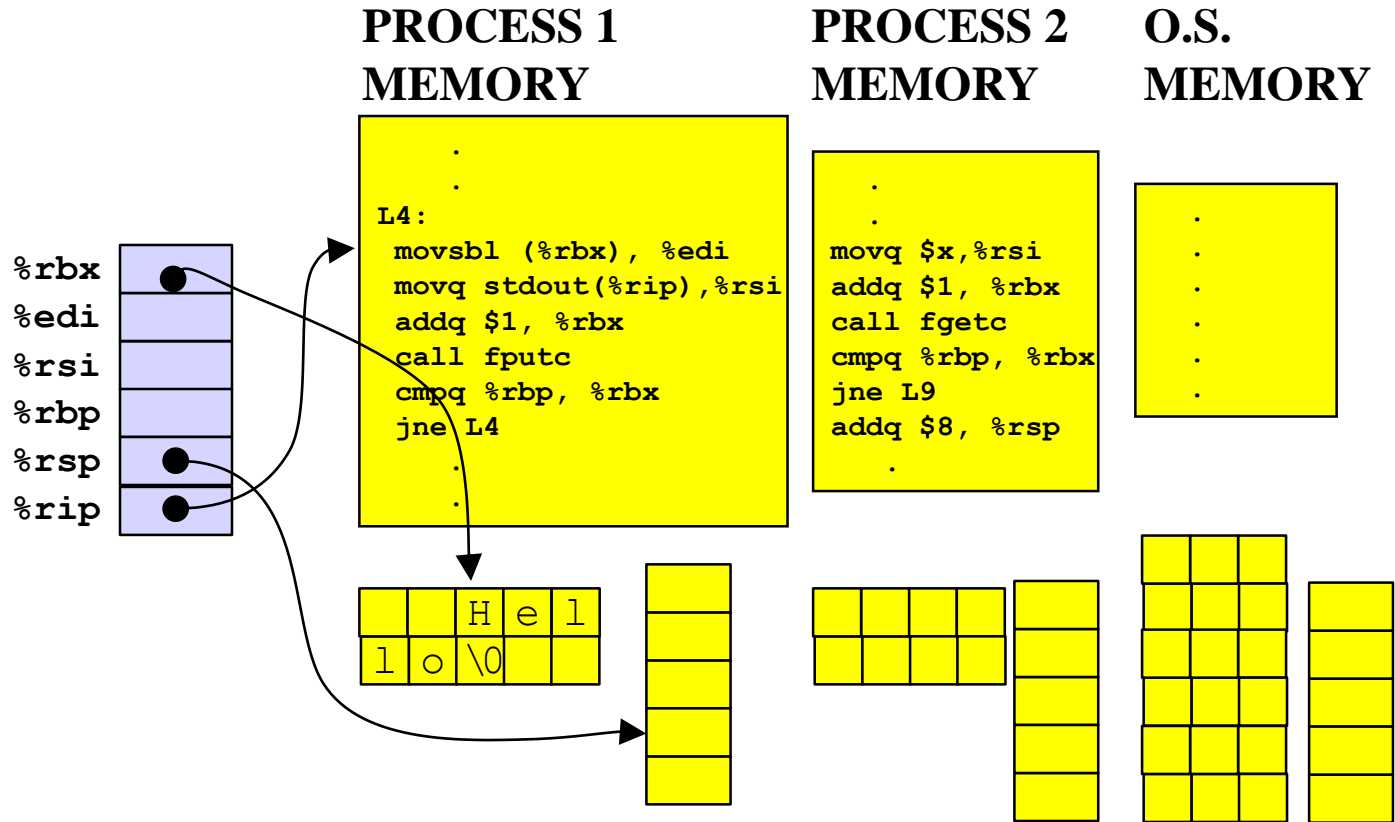 PROCESS 1
MEMORY
PROCESS 2
MEMORY
O.S.
MEMORY
%rbx
%edi
%rsi
%rbp
%rsp
%rip
.
.
L4:
movsbl (%rbx), %edi
movq stdout(%rip),%rsi
addq $1, %rbx
call fputc
cmpq %rbp, %rbx
jne L4
.
.
.
.
movq $x,%rsi
addq $1, %rbx
call fgetc
cmpq %rbp, %rbx
jne L9
addq $8, %rsp
.
.
.
.
.
.
.
H e l
l o \0